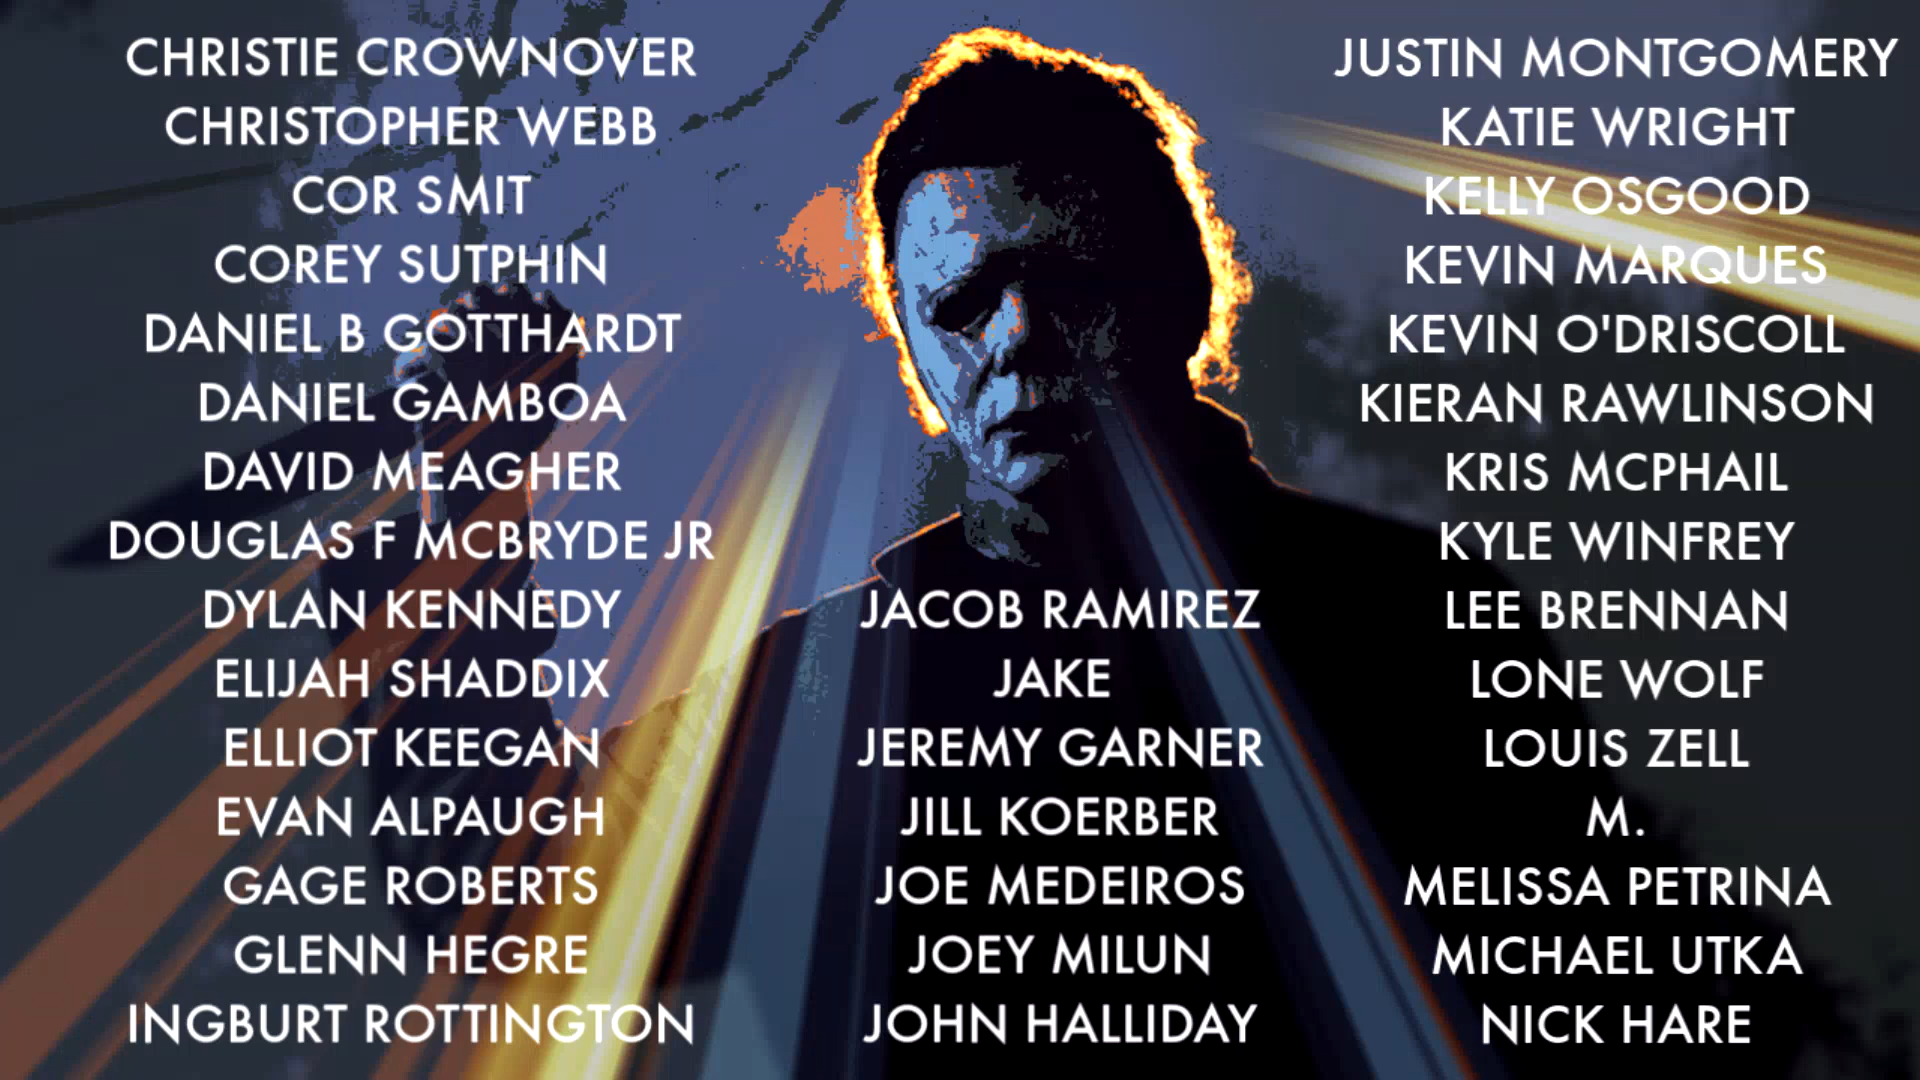 CHRISTIE CROWNOVER
CHRISTOPHER WEBB
COR SMIT
COREY SUTPHIN
DANIEL B GOTTHARDT
DANIEL GAMBOA
DAVID MEAGHER
DOUGLAS F MCBRYDE JR
DYLAN KENNEDY
ELIJAH SHADDIX
ELLIOT KEEGAN
EVAN ALPAUGH
GAGE ROBERTS
GLENN HEGRE
INGBURT ROTTINGTON
JACOB RAMIREZ
JAKE
JEREMY GARNER
JILL KOERBER
JOE MEDEIROS
JOEY MILUN
JOHN HALLIDAY
JUSTIN MONTGOMERY
KATIE WRIGHT
KELLY OSGOOD
KEVIN MARQUES
KEVIN O'DRISCOLL
KIERAN RAWLINSON
KRIS MCPHAIL
KYLE WINFREY
LEE BRENNAN
LONE WOLF
LOUIS ZELL
M.
MELISSA PETRINA
MICHAEL UTKA
NICK HARE